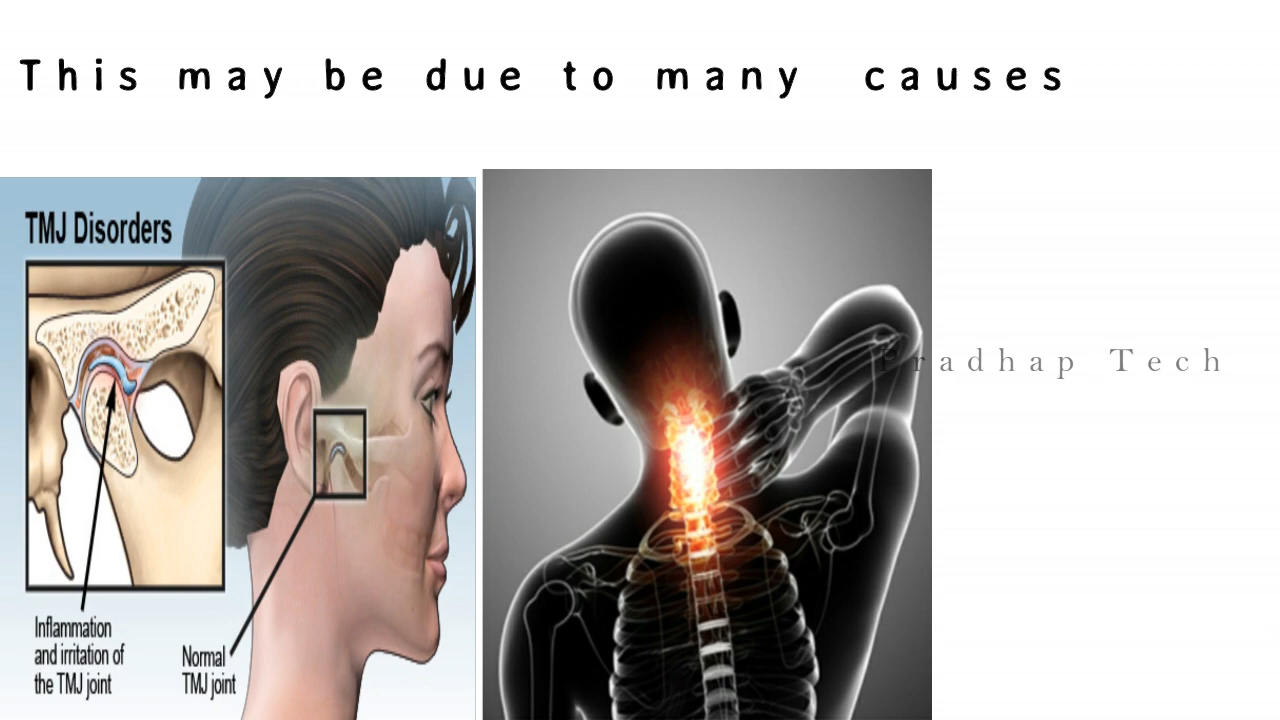 This may be due to many causes
TMJ Disorders
Inflammation
and irritation of
the TMJ joint
Normal
TMJ joint
Pradhap Tech